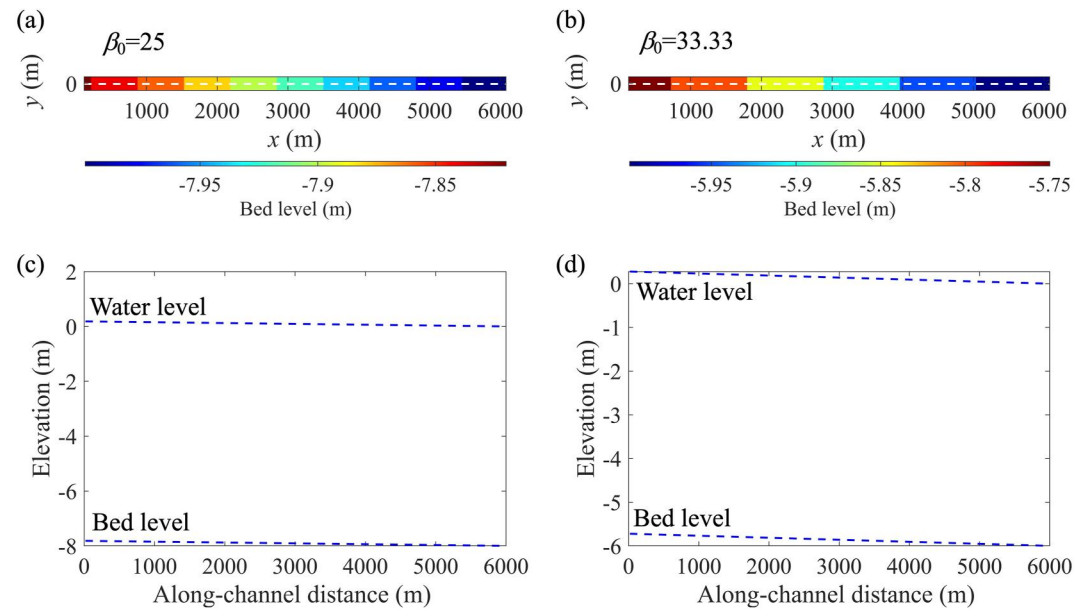 (a)
β0=25
y (m)
0
1000 2000 3000 4000 5000 6000
x (m)
-7.95 -7.9 -7.85
Bed level (m)
(b)
β0=33.33
y (m)
0
1000 2000 3000 4000 5000 6000
x (m)
-5.95 -5.9 -5.85 -5.8 -5.75
Bed level (m)
(c)
Elevation (m)
2
0
-2
-4
-6
-8
Water level
Bed level
0 1000 2000 3000 4000 5000 6000
Along-channel distance (m)
(d)
Elevation (m)
0
-1
-2
-3
-4
-5
-6
Water level
Bed level
0 1000 2000 3000 4000 5000 6000
Along-channel distance (m)